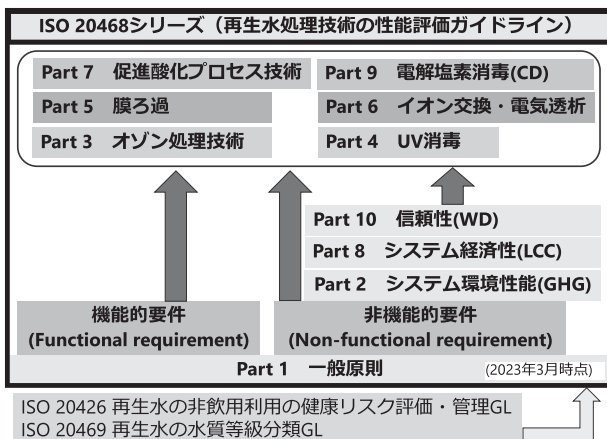 ISO 20468シリーズ（再生水処理技術の性能評価ガイドライン）
Part 7　促進酸化プロセス技術
Part 9　電解塩素消毒(CD)
Part 5　膜ろ過
Part 6　イオン交換・電気透析
Part 3　オゾン処理技術
Part 4　UV消毒
Part 10　信頼性(WD)
Part 8　システム経済性(LCC)
Part 2　システム環境性能(GHG)
機能的要件
(Functional requirement)
非機能的要件
(Non-functional requirement)
Part 1　一般原則
(2023年3月時点)
ISO 20426 再生水の非飲用利用の健康リスク評価・管理GL
ISO 20469 再生水の水質等級分類GL